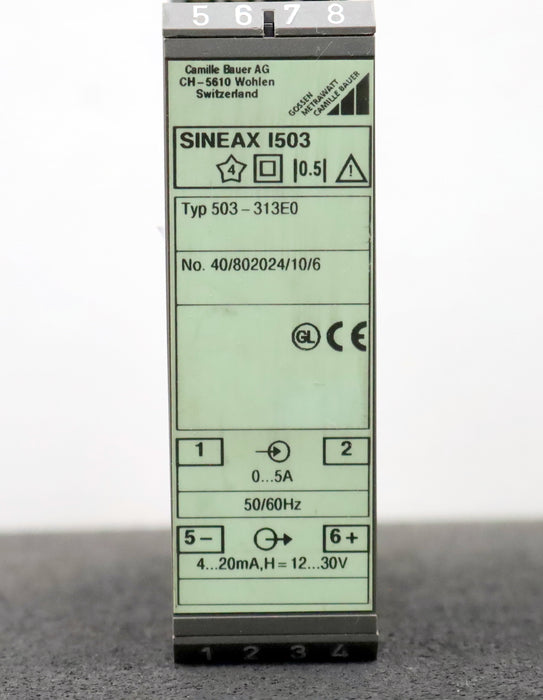 5 6 7 8
Camille Bauer AG
CH-5610 Wohlen
Switzerland
GOSSEN
METRAWATT
CAMILLE BAUER
SINEAX I503
4 |0.5| !
Typ 503-313E0
No. 40/802024/10/6
GL CE
1 2
0...5A
50/60Hz
5- 6+
4...20mA,H=12...30V
1 2 3 4